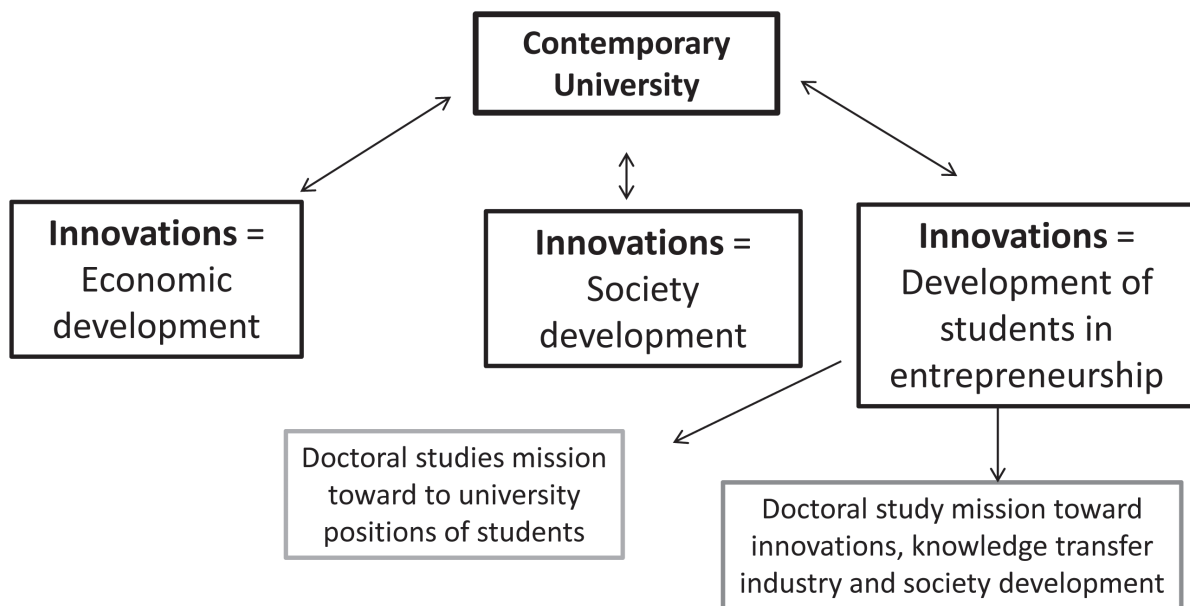 Contemporary
University
Innovations =
Economic
development
Innovations =
Society
development
Innovations =
Development of
students in
entrepreneurship
Doctoral studies mission
toward to university
positions of students
Doctoral study mission toward
innovations, knowledge transfer
industry and society development